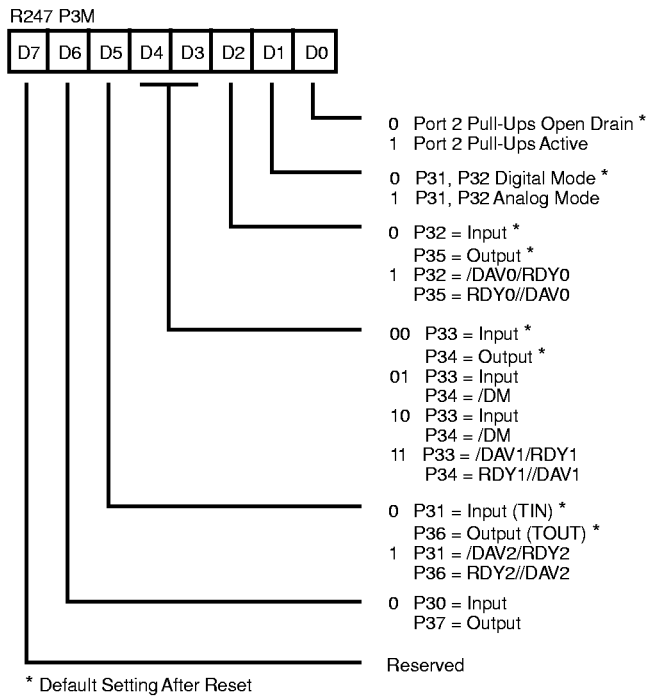 R247 P3M
D7 D6 D5 D4 D3 D2 D1 D0
0 Port 2 Pull-Ups Open Drain *
1 Port 2 Pull-Ups Active
0 P31, P32 Digital Mode *
1 P31, P32 Analog Mode
0 P32 = Input *
P35 = Output *
1 P32 = /DAV0/RDY0
P35 = RDY0//DAV0
00 P33 = Input *
P34 = Output *
01 P33 = Input
P34 = /DM
10 P33 = Input
P34 = /DM
11 P33 = /DAV1/RDY1
P34 = RDY1//DAV1
0 P31 = Input (TIN) *
P36 = Output (TOUT) *
1 P31 = /DAV2/RDY2
P36 = RDY2//DAV2
0 P30 = Input
P37 = Output
Reserved
* Default Setting After Reset